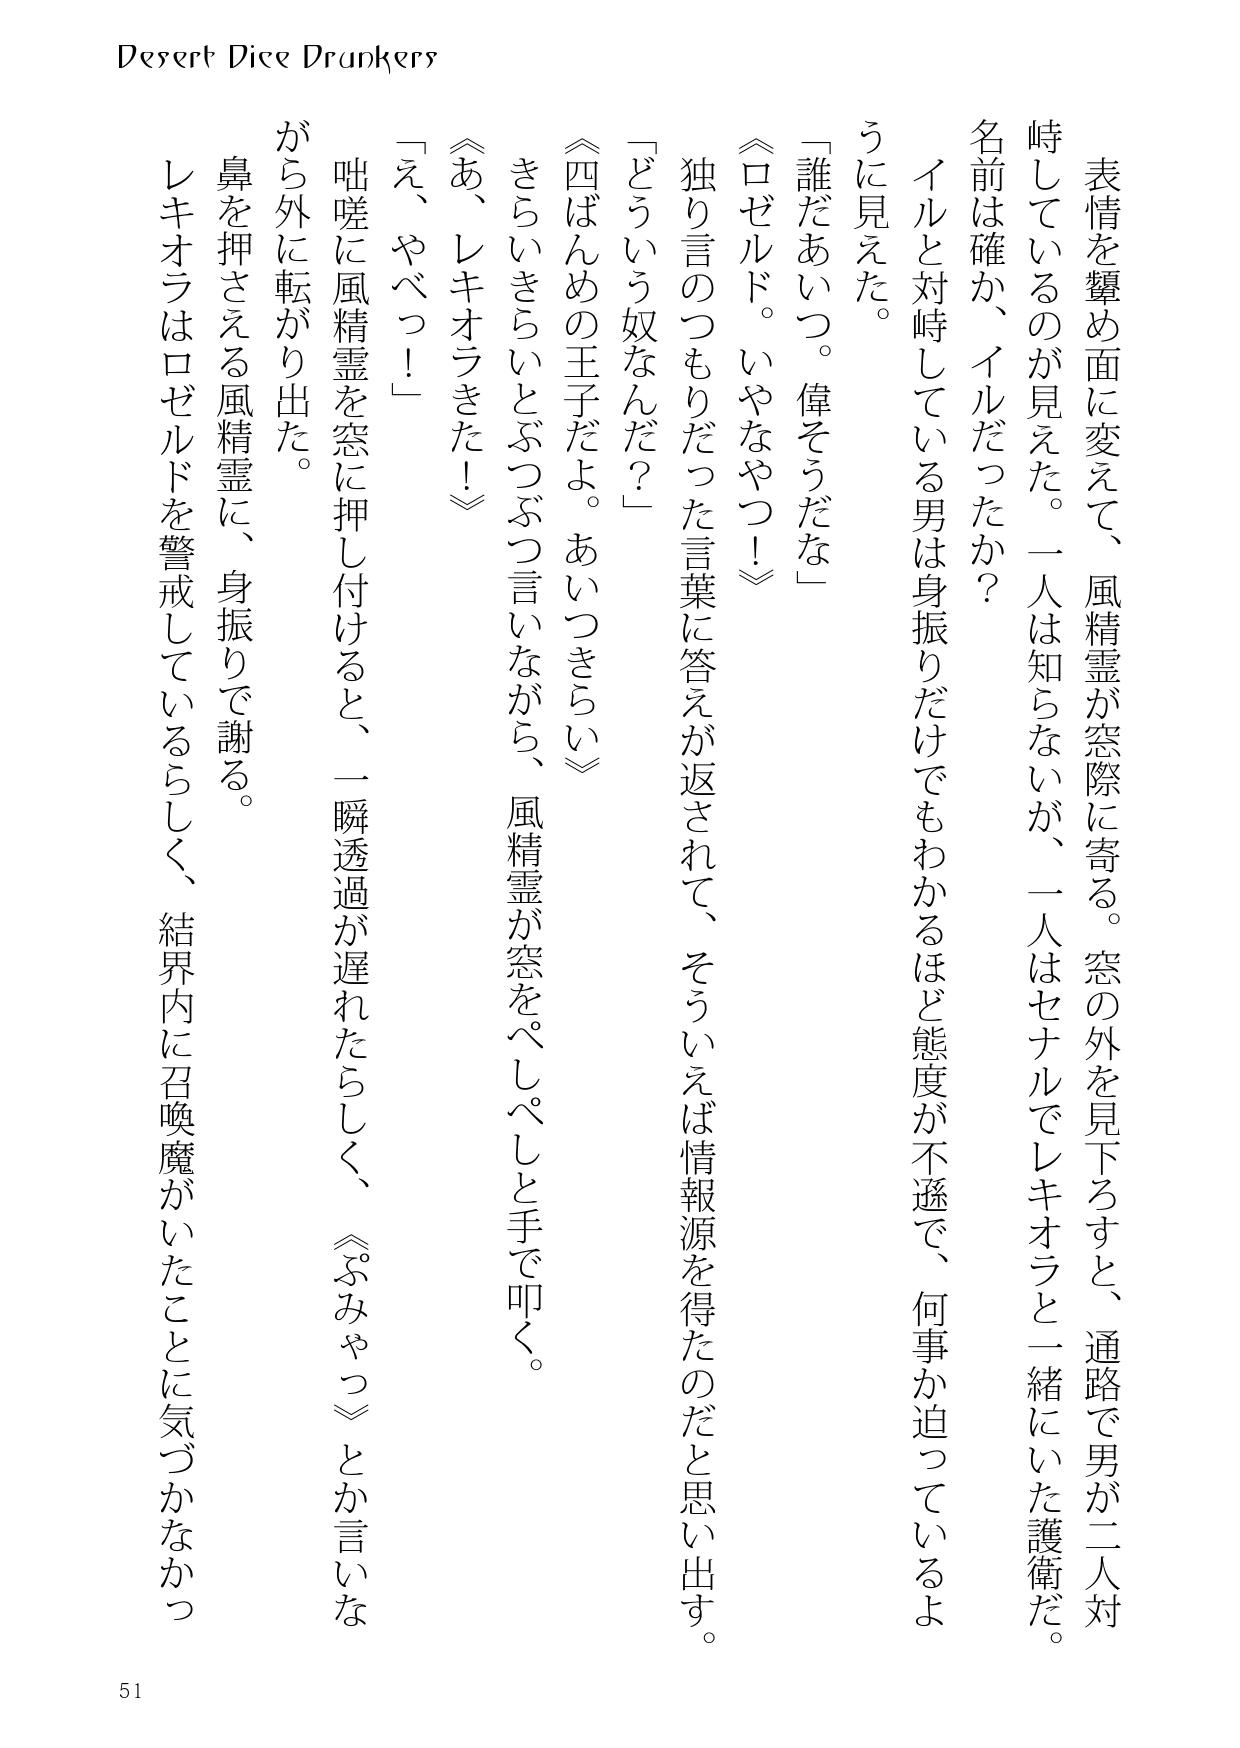 Desert Dice Drunkers
　表情を顰め面に変えて、風精霊が窓際に寄る。窓の外を見下ろすと、通路で男が二人対
峙しているのが見えた。一人は知らないが、一人はセナルでレキオラと一緒にいた護衛だ。
名前は確か、イルだったか？
　イルと対峙している男は身振りだけでもわかるほど態度が不遜で、何事か迫っているよ
うに見えた。
「誰だあいつ。偉そうだな」
《ロゼルド。いやなやつ！》
　独り言のつもりだった言葉に答えが返されて、そういえば情報源を得たのだと思い出す。
「どういう奴なんだ？」
《四ばんめの王子だよ。あいつきらい》
　きらいきらいとぶつぶつ言いながら、風精霊が窓をぺしぺしと手で叩く。
《あ、レキオラきた！》
「え、やべっ！」
　咄嗟に風精霊を窓に押し付けると、一瞬透過が遅れたらしく、《ぷみゃっ》とか言いな
がら外に転がり出た。
　鼻を押さえる風精霊に、身振りで謝る。
　レキオラはロゼルドを警戒しているらしく、結界内に召喚魔がいたことに気づかなかっ
51